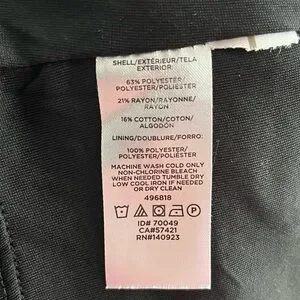 SHELL/EXTÉRIEUR/TELA
EXTERIOR
63% POLYESTER/
POLYESTER/POLIÉSTER
21% RAYON/RAYONNE/
RAYON
16% COTTON/COTON/
ALGODÓN
LINING/DOUBLURE/FORRO:
100% POLYESTER/
POLYESTER/POLIÉSTER
MACHINE WASH COLD ONLY
NON-CHLORINE BLEACH
WHEN NEEDED TUMBLE DRY
LOW COOL IRON IF NEEDED
OR DRY CLEAN
496818
ID# 70049
CA#57421
RN#140923